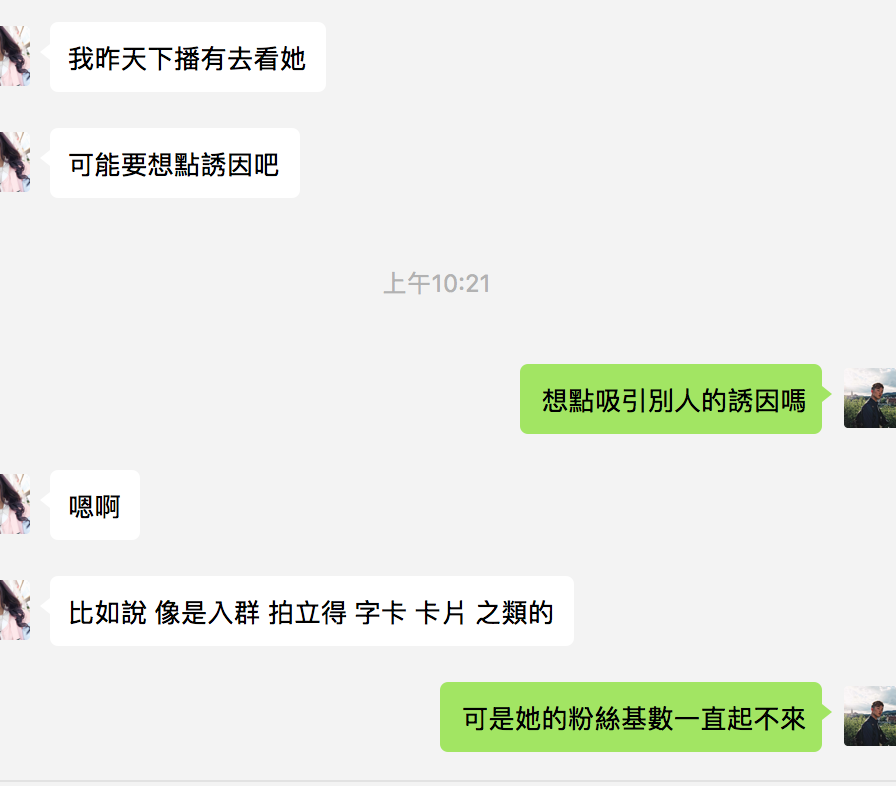 我昨天下播有去看她
可能要想點誘因吧
上午10:21
想點吸引別人的誘因嗎
嗯啊
比如說 像是入群 拍立得 字卡 卡片 之類的
可是她的粉絲基數一直起不來